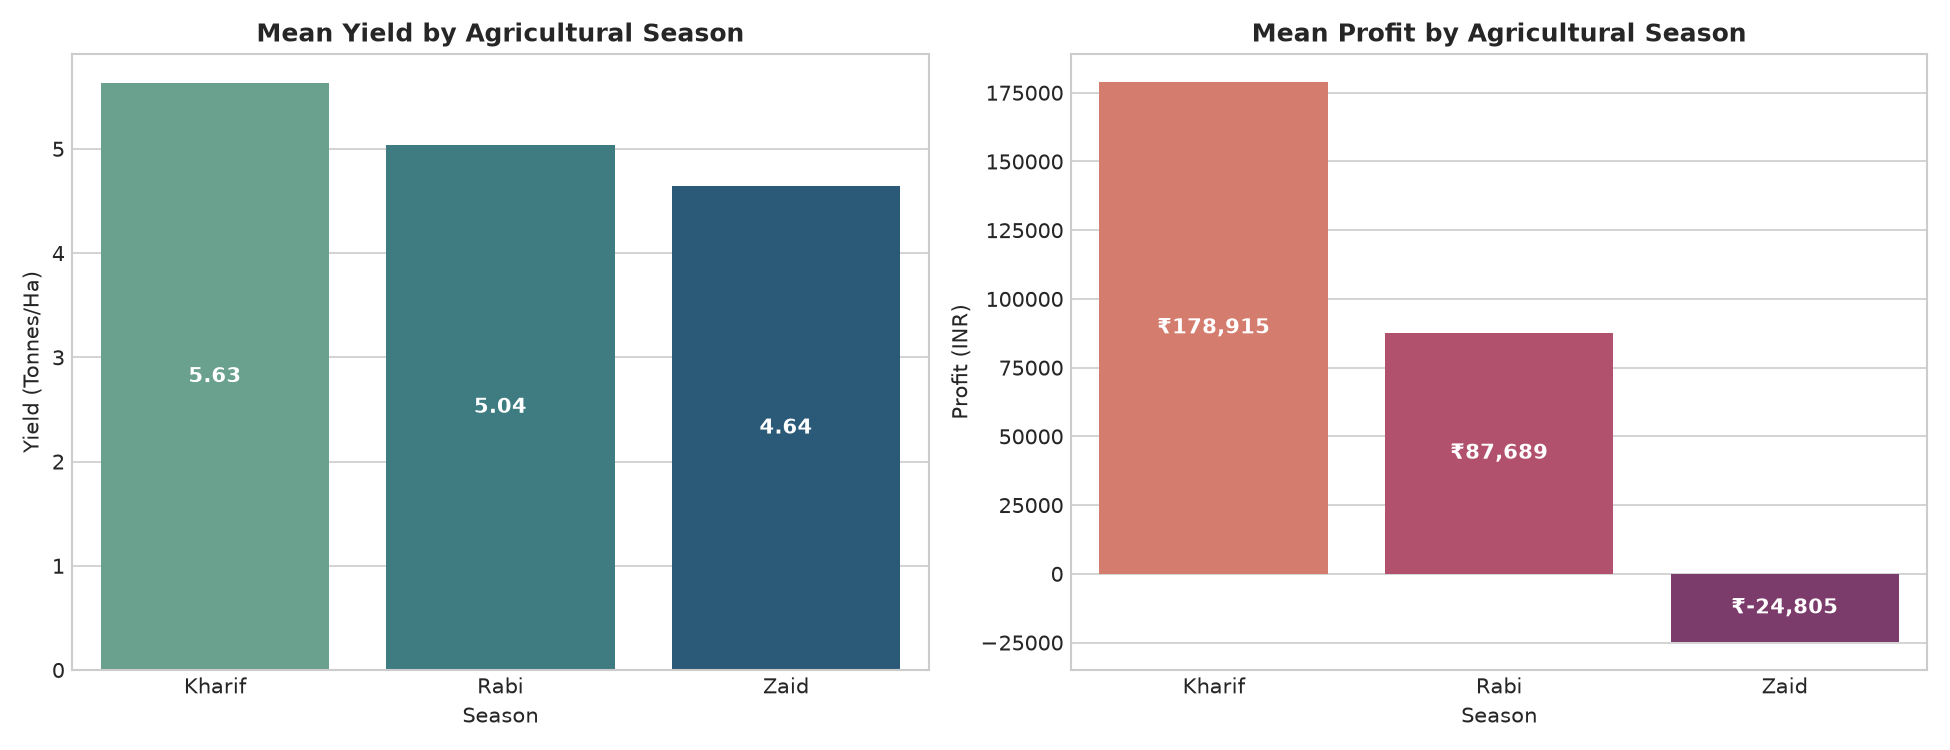 Mean Yield by Agricultural Season
Yield (Tonnes/Ha)
5
4
3
2
1
0
5.63
5.04
4.64
Kharif
Rabi
Zaid
Season
Mean Profit by Agricultural Season
Profit (INR)
175000
150000
125000
100000
75000
50000
25000
0
−25000
₹178,915
₹87,689
₹-24,805
Kharif
Rabi
Zaid
Season